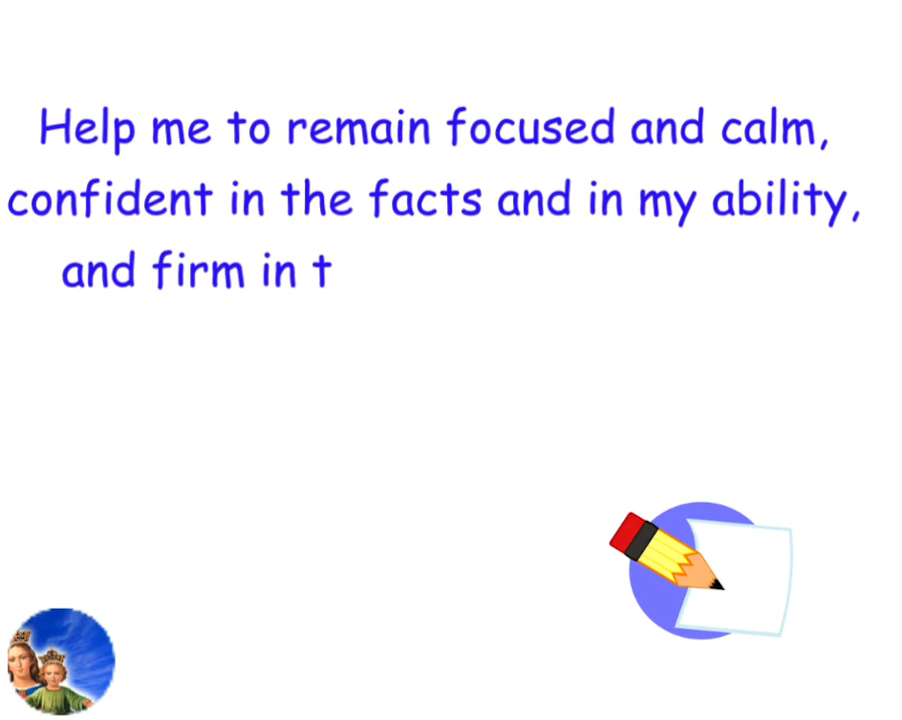 Help me to remain focused and calm,
confident in the facts and in my ability,
and firm in t